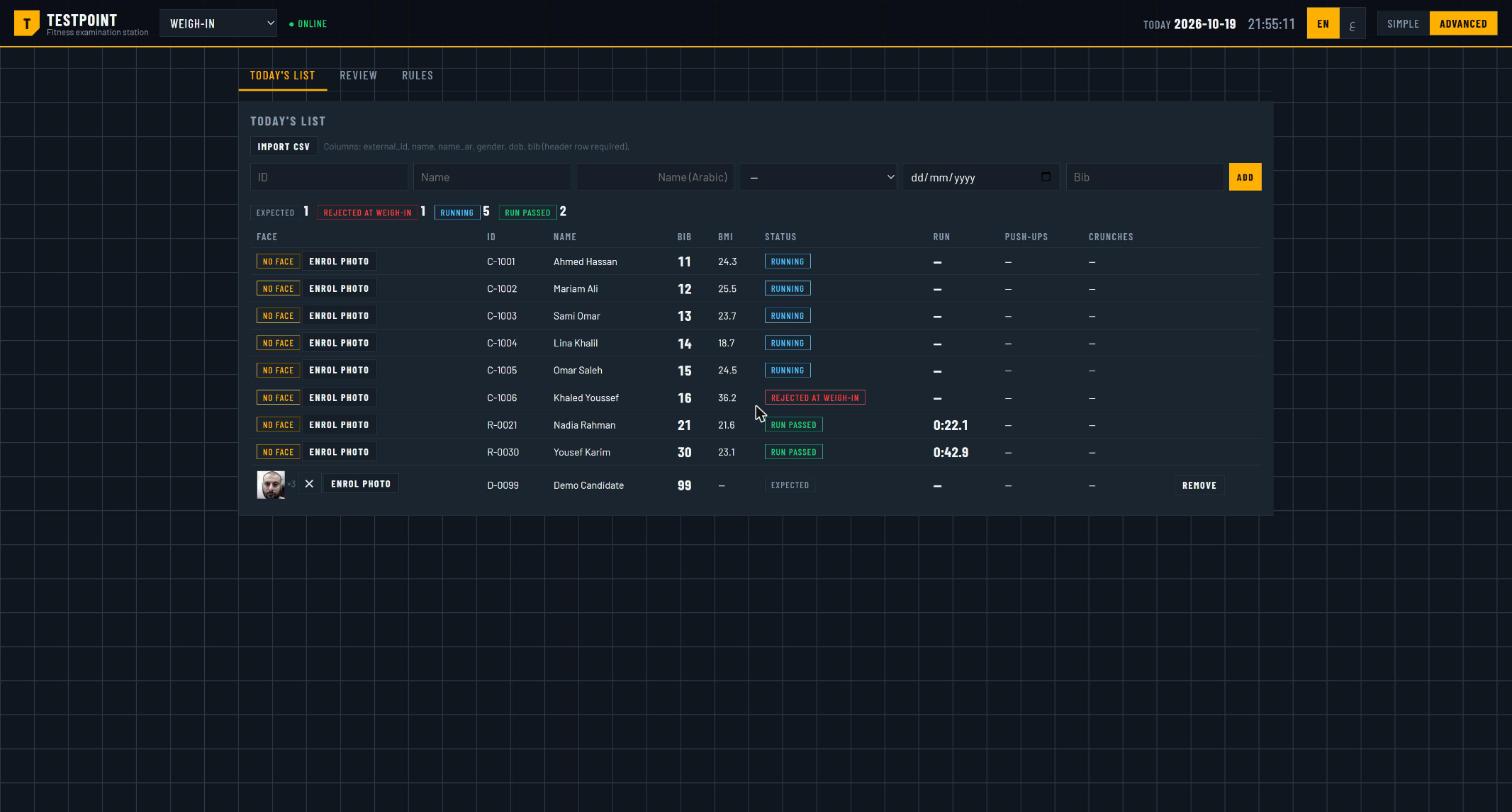 T TESTPOINT WEIGH-IN ONLINE TODAY 2026-10-19 21:55:11 EN ع SIMPLE ADVANCED
Fitness examination station
TODAY'S LIST REVIEW RULES
TODAY'S LIST
IMPORT CSV Columns: external_id, name, name_ar, gender, dob, bib (header row required).
ID Name Name (Arabic) — dd/mm/yyyy Bib ADD
EXPECTED 1 REJECTED AT WEIGH-IN 1 RUNNING 5 RUN PASSED 2
FACE ID NAME BIB BMI STATUS RUN PUSH-UPS CRUNCHES
NO FACE ENROL PHOTO C-1001 Ahmed Hassan 11 24.3 RUNNING — — —
NO FACE ENROL PHOTO C-1002 Mariam Ali 12 25.5 RUNNING — — —
NO FACE ENROL PHOTO C-1003 Sami Omar 13 23.7 RUNNING — — —
NO FACE ENROL PHOTO C-1004 Lina Khalil 14 18.7 RUNNING — — —
NO FACE ENROL PHOTO C-1005 Omar Saleh 15 24.5 RUNNING — — —
NO FACE ENROL PHOTO C-1006 Khaled Youssef 16 36.2 REJECTED AT WEIGH-IN — — —
NO FACE ENROL PHOTO R-0021 Nadia Rahman 21 21.6 RUN PASSED 0:22.1 — —
NO FACE ENROL PHOTO R-0030 Yousef Karim 30 23.1 RUN PASSED 0:42.9 — —
×3 ✕ ENROL PHOTO D-0099 Demo Candidate 99 — EXPECTED — — — REMOVE